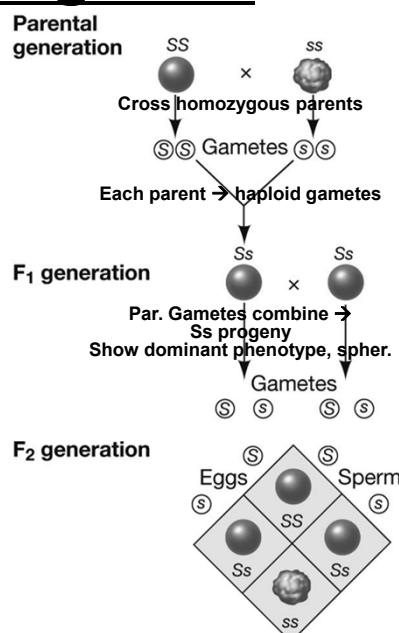 Parental
generation
SS
ss
×
Cross homozygous parents
S S Gametes s s
Each parent → haploid gametes
Ss
Ss
F1 generation
×
Par. Gametes combine →
Ss progeny
Show dominant phenotype, spher.
Gametes
S s S s
F2 generation
S S
Eggs Sperm
s s
SS
Ss Ss
ss